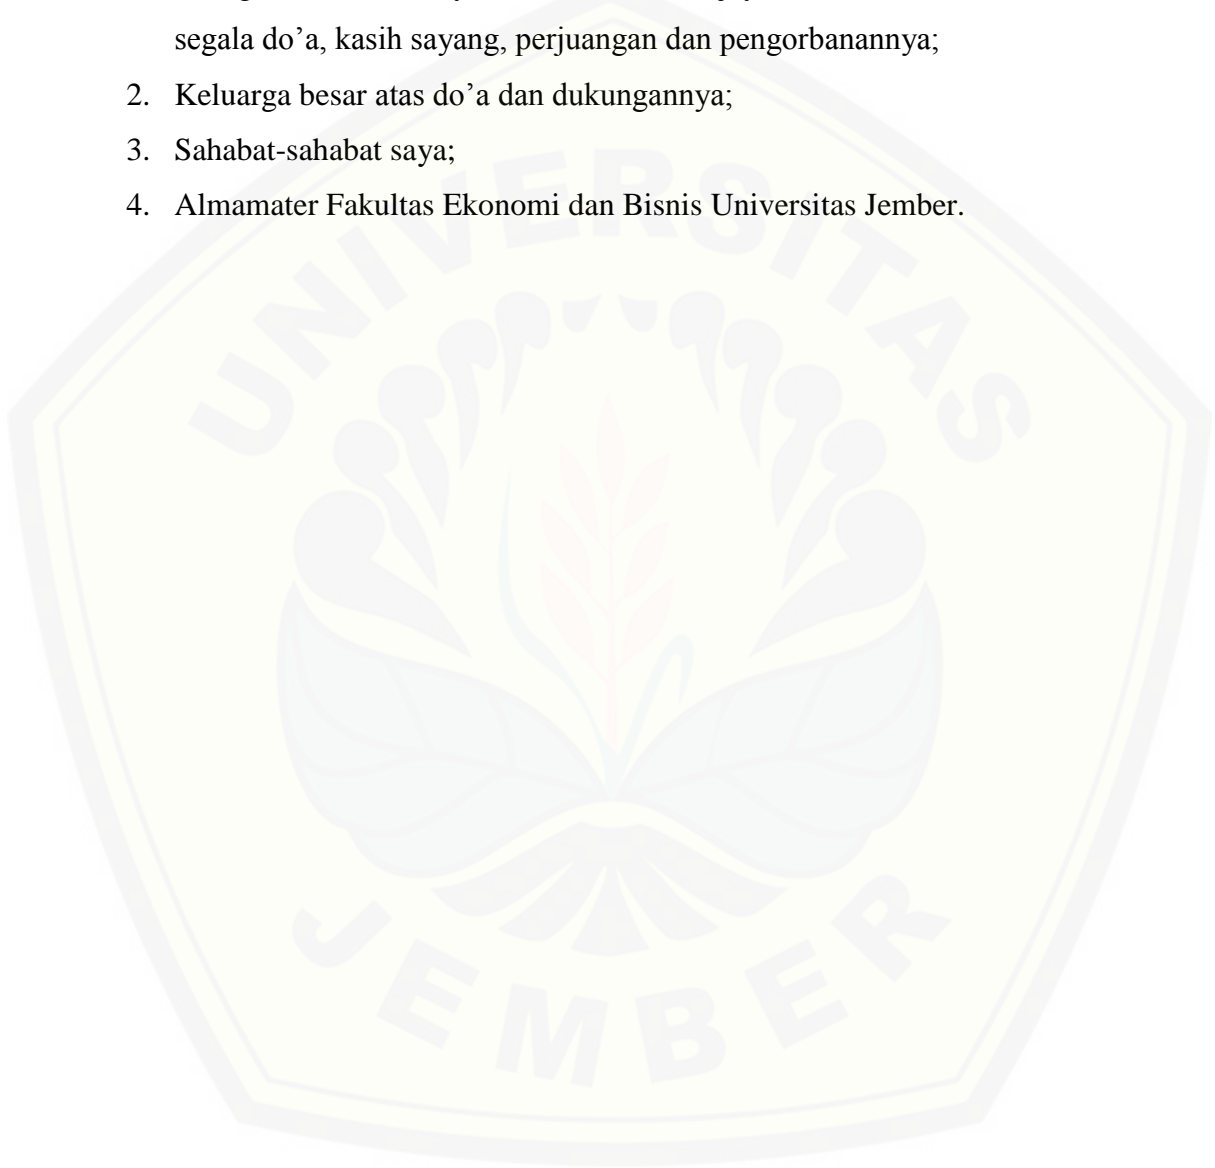 segala do’a, kasih sayang, perjuangan dan pengorbanannya;
2. Keluarga besar atas do’a dan dukungannya;
3. Sahabat-sahabat saya;
4. Almamater Fakultas Ekonomi dan Bisnis Universitas Jember.
UNIVERSITAS
JEMBER